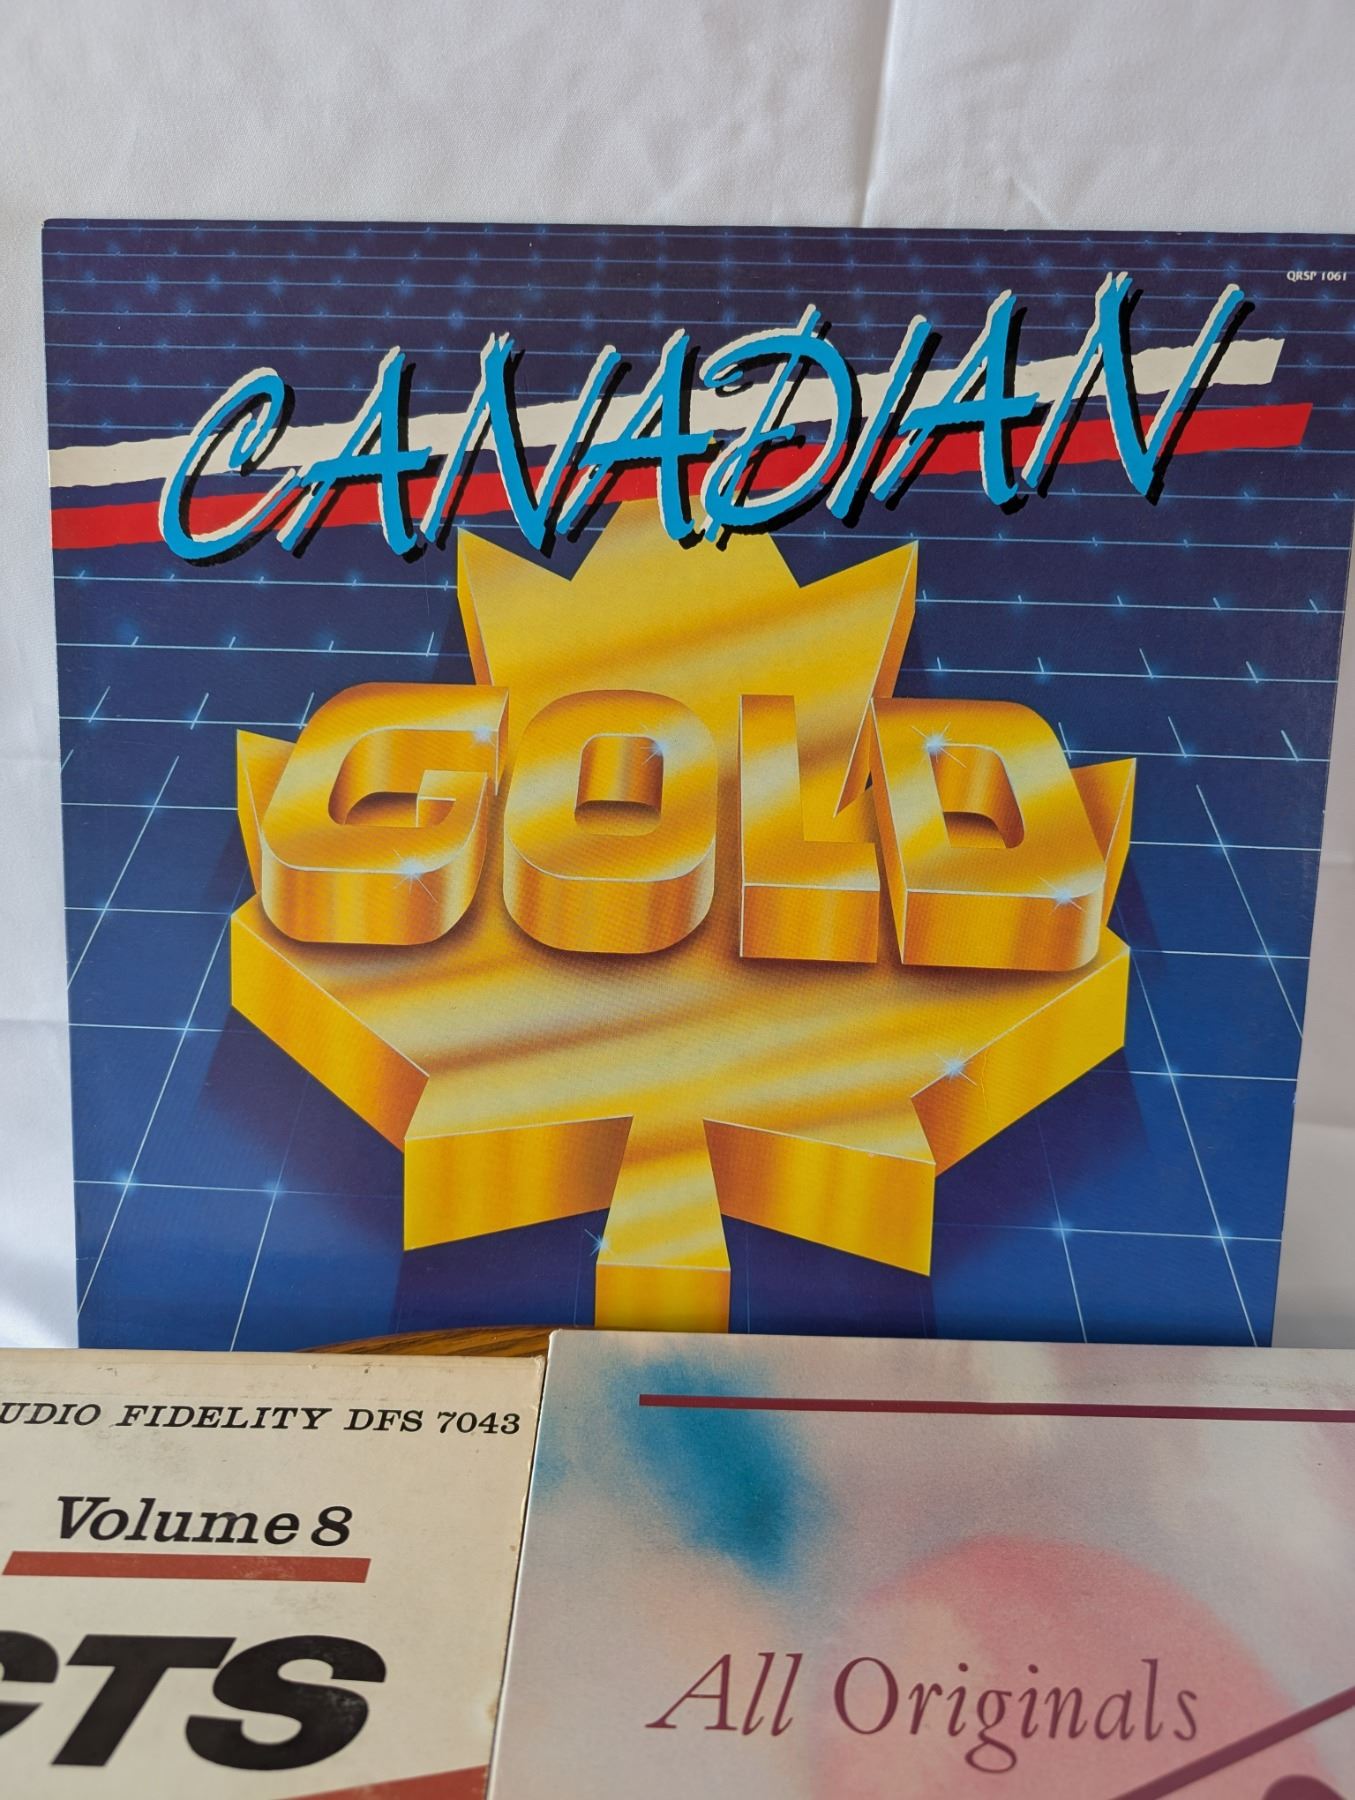 QRSP 1061
CANADIAN
GOLD
UDIO FIDELITY DFS 7043
Volume 8
CTS
All Originals